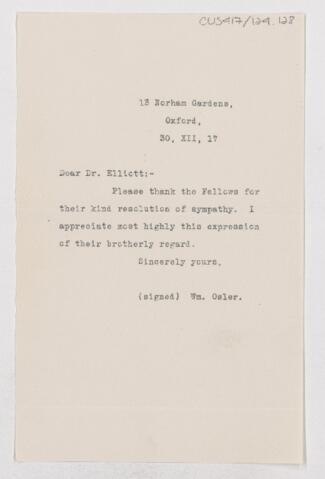 CUS417/124.128
13 Norham Gardens,
Oxford,
30, XII, 17
Dear Dr. Elliott:-
Please thank the Fellows for
their kind resolution of sympathy. I
appreciate most highly this expression
of their brotherly regard.
Sincerely yours,
(signed) Wm. Osler.